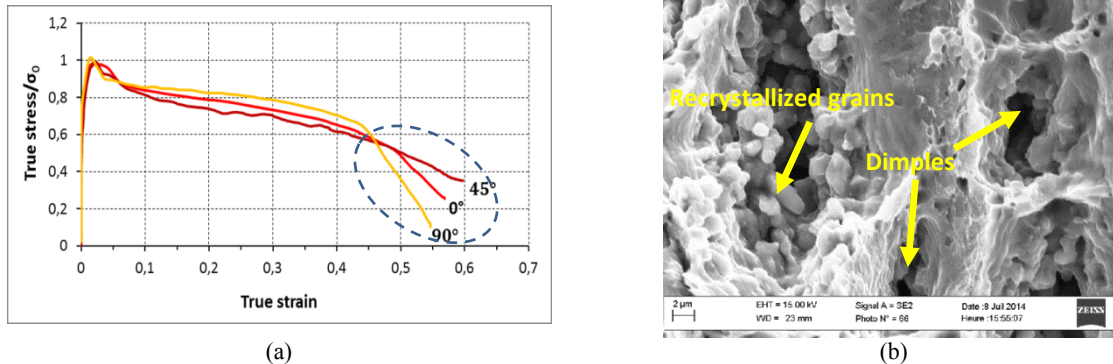 1,2
1
0,8
0,6
0,4
0,2
0
0
0,1
0,2
0,3
0,4
0,5
0,6
0,7
True stress/σ₀
True strain
45°
0°
90°
(a)
Recrystallized grains
Dimples
2 µm
EHT = 15.00 kV
WD = 23 mm
Signal A = SE2
Photo N° = 66
Date :8 Juil 2014
Heure :15:55:07
ZEISS
(b)